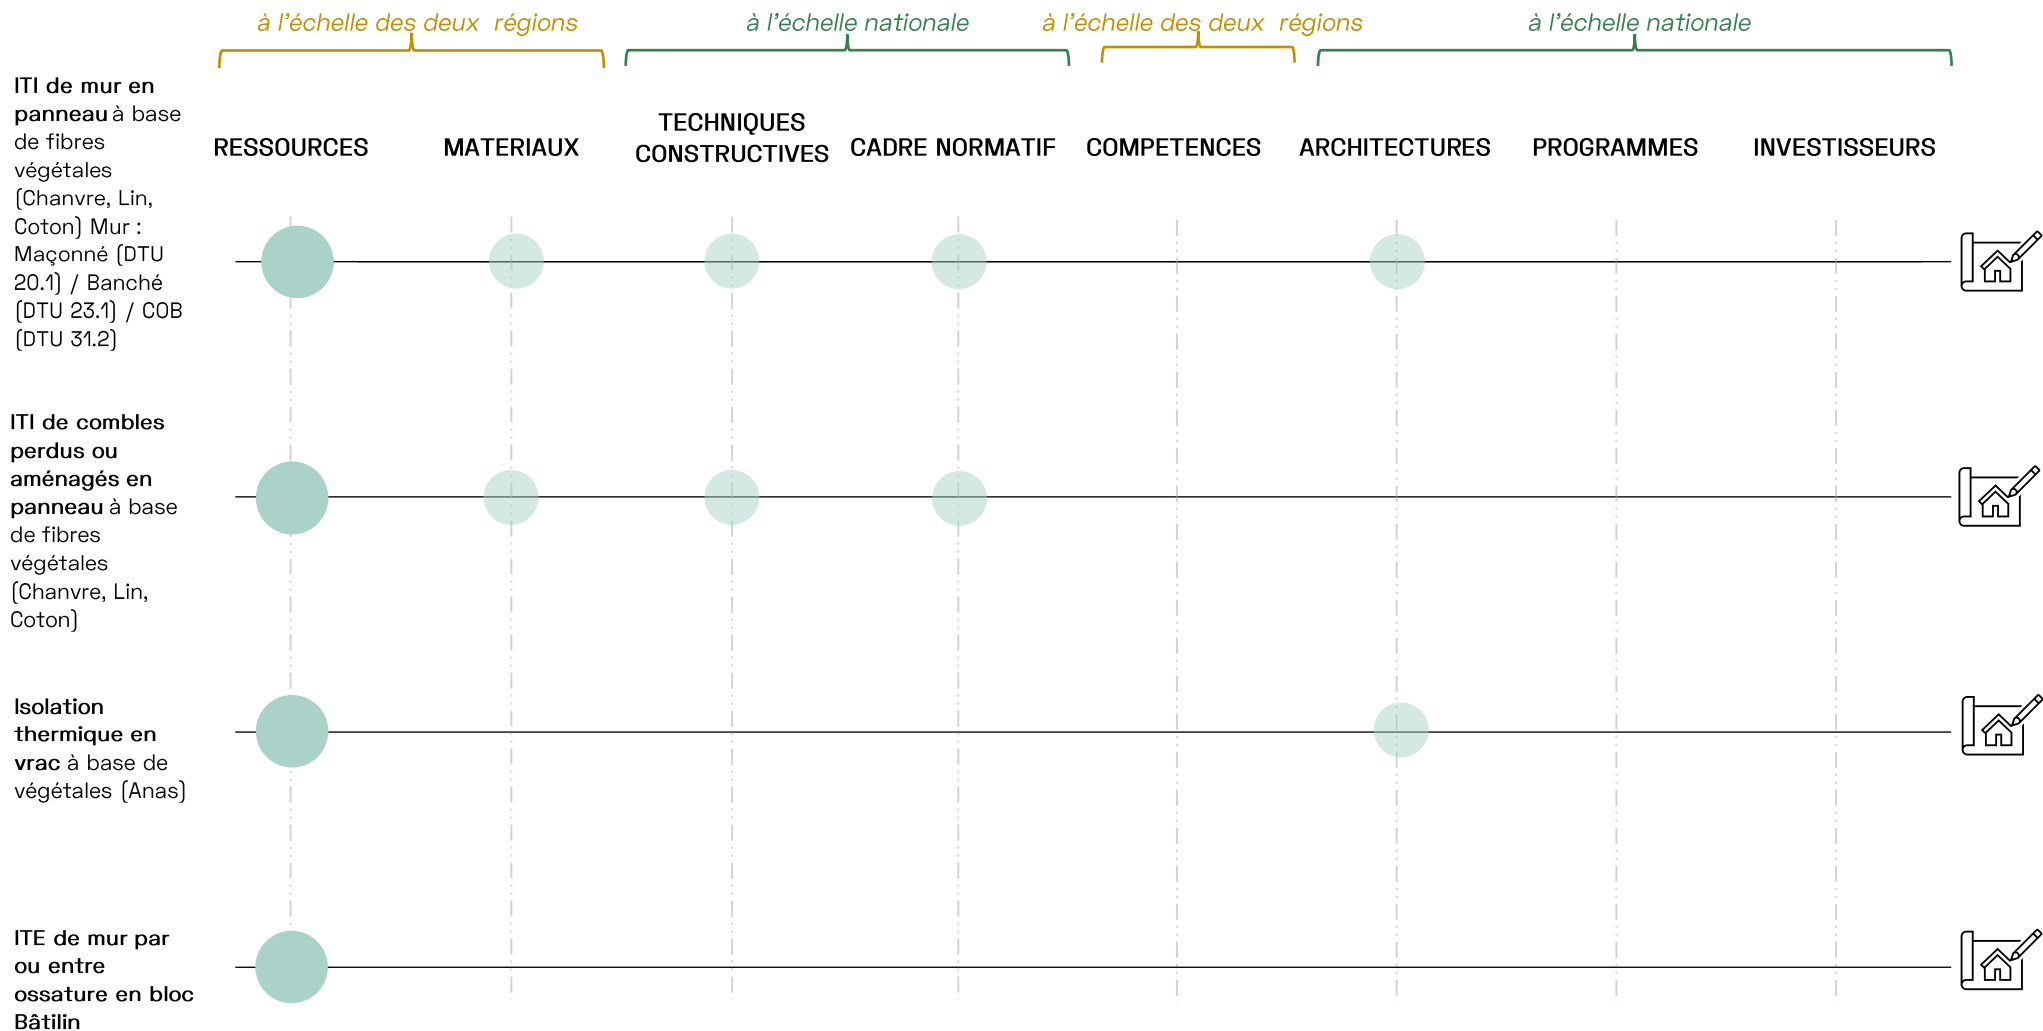 à l'échelle des deux  régions
à l'échelle nationale
à l'échelle des deux  régions
à l'échelle nationale
RESSOURCES
MATERIAUX
TECHNIQUES
CONSTRUCTIVES
CADRE NORMATIF
COMPETENCES
ARCHITECTURES
PROGRAMMES
INVESTISSEURS
ITI de mur en
panneau à base
de fibres
végétales
(Chanvre, Lin,
Coton) Mur :
Maçonné (DTU
20.1) / Banché
(DTU 23.1) / COB
(DTU 31.2)
ITI de combles
perdus ou
aménagés en
panneau à base
de fibres
végétales
(Chanvre, Lin,
Coton)
Isolation
thermique en
vrac à base de
végétales (Anas)
ITE de mur par
ou entre
ossature en bloc
Bâtilin